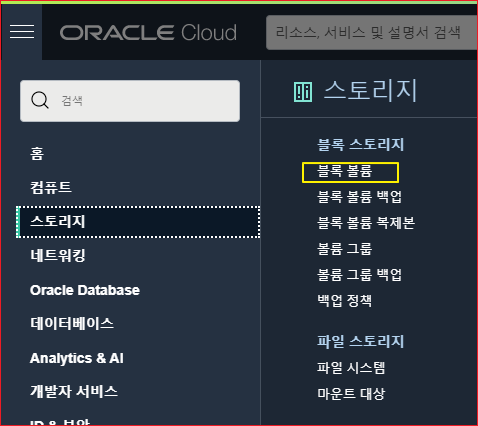 ORACLE Cloud
리소스, 서비스 및 설명서 검색
검색
홈
컴퓨트
스토리지
네트워킹
Oracle Database
데이터베이스
Analytics & AI
개발자 서비스
ID & 보안
스토리지
블록 스토리지
블록 볼륨
블록 볼륨 백업
블록 볼륨 복제본
볼륨 그룹
볼륨 그룹 백업
백업 정책
파일 스토리지
파일 시스템
마운트 대상